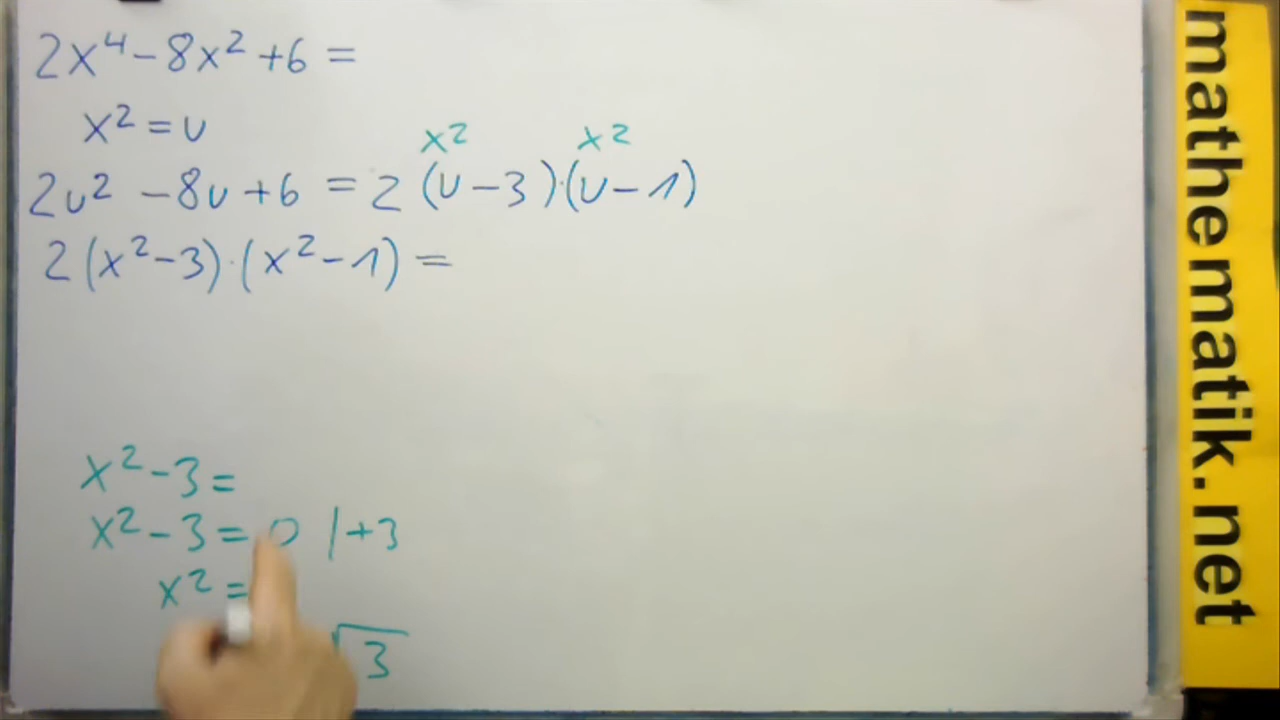 2x⁴-8x²+6=
x²=u
x² x²
2u²-8u+6=2(u-3)·(u-1)
2(x²-3)·(x²-1)=
x²-3=
x²-3=0 |+3
x²=
√3
mathematik.net